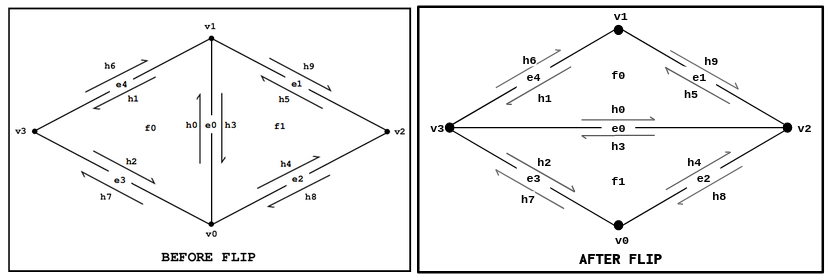 v1
h6
h9
e4
e1
h1
h5
v3
f0
h0
e0
h3
f1
v2
h2
h4
e3
e2
h7
h8
v0
BEFORE FLIP
v1
h6
h9
f0
e4
e1
h1
h5
h0
v3
e0
v2
h3
h2
h4
f1
e3
e2
h7
h8
v0
AFTER FLIP